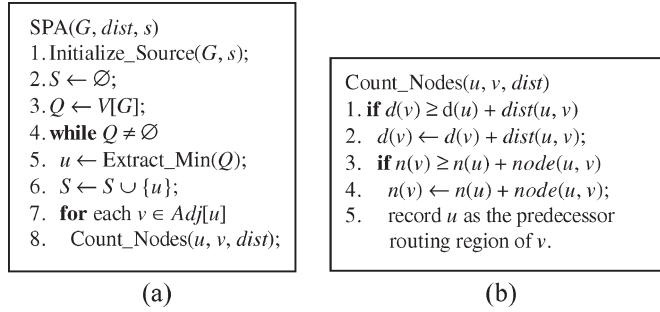 SPA(G, dist, s)
1. Initialize_Source(G, s);
2. S ← ∅;
3. Q ← V[G];
4. while Q ≠ ∅
5. u ← Extract_Min(Q);
6. S ← S ∪ {u};
7. for each v ∈ Adj[u]
8. Count_Nodes(u, v, dist);
(a)
Count_Nodes(u, v, dist)
1. if d(v) ≥ d(u) + dist(u, v)
2. d(v) ← d(v) + dist(u, v);
3. if n(v) ≥ n(u) + node(u, v)
4. n(v) ← n(u) + node(u, v);
5. record u as the predecessor
routing region of v.
(b)